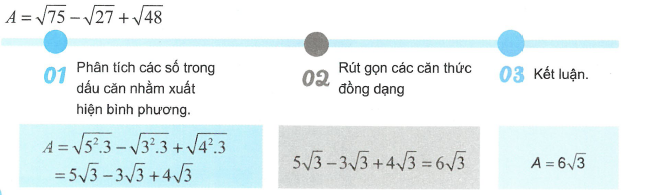 A = √75 − √27 + √48
01
Phân tích các số trong
dấu căn nhằm xuất
hiện bình phương.
A = √5².3 − √3².3 + √4².3
= 5√3 − 3√3 + 4√3
02
Rút gọn các căn thức
đồng dạng
5√3 − 3√3 + 4√3 = 6√3
03
Kết luận.
A = 6√3